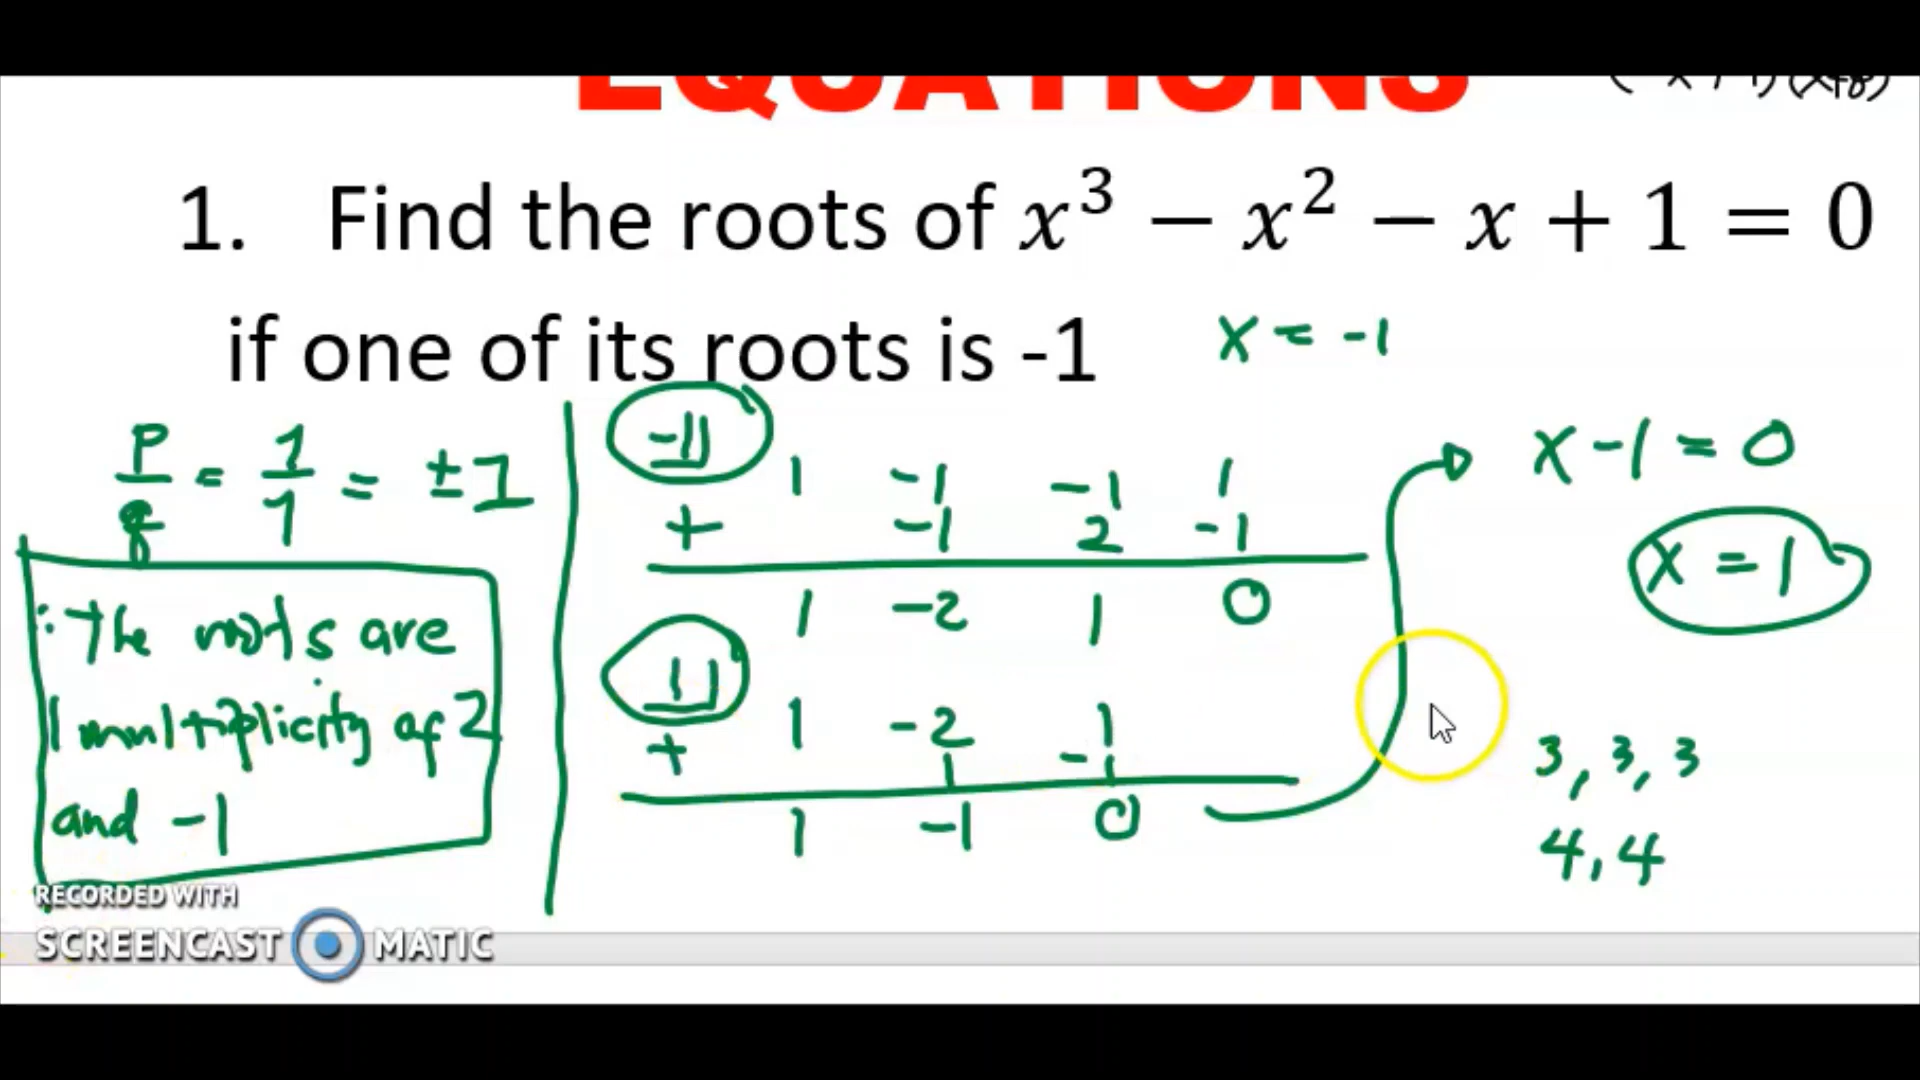 EQUATIONS
1. Find the roots of x³ − x² − x + 1 = 0
if one of its roots is -1
x = -1
p/q = 1/1 = ±1
∴ The roots are
1 multiplicity of 2
and -1
-1 1 -1 -1 1
+ -1 2 -1
1 -2 1 0
1 1 -2 1
+ 1 -1
1 -1 0
x - 1 = 0
x = 1
3, 3, 3
4, 4
RECORDED WITH
SCREENCAST MATIC